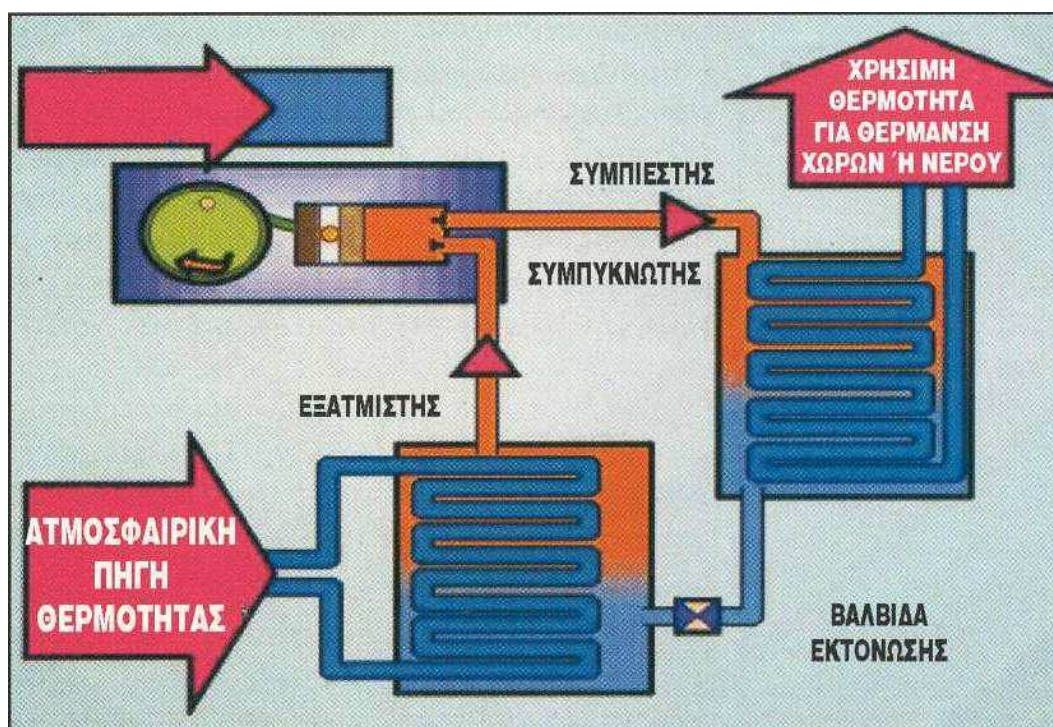 ΧΡΗΣΙΜΗ
ΘΕΡΜΟΤΗΤΑ
ΓΙΑ ΘΕΡΜΑΝΣΗ
ΧΩΡΩΝ Ή ΝΕΡΟΥ
ΣΥΜΠΙΕΣΤΗΣ
ΣΥΜΠΥΚΝΩΤΗΣ
ΕΞΑΤΜΙΣΤΗΣ
ΑΤΜΟΣΦΑΙΡΙΚΗ
ΠΗΓΗ
ΘΕΡΜΟΤΗΤΑΣ
ΒΑΛΒΙΔΑ
ΕΚΤΟΝΩΣΗΣ